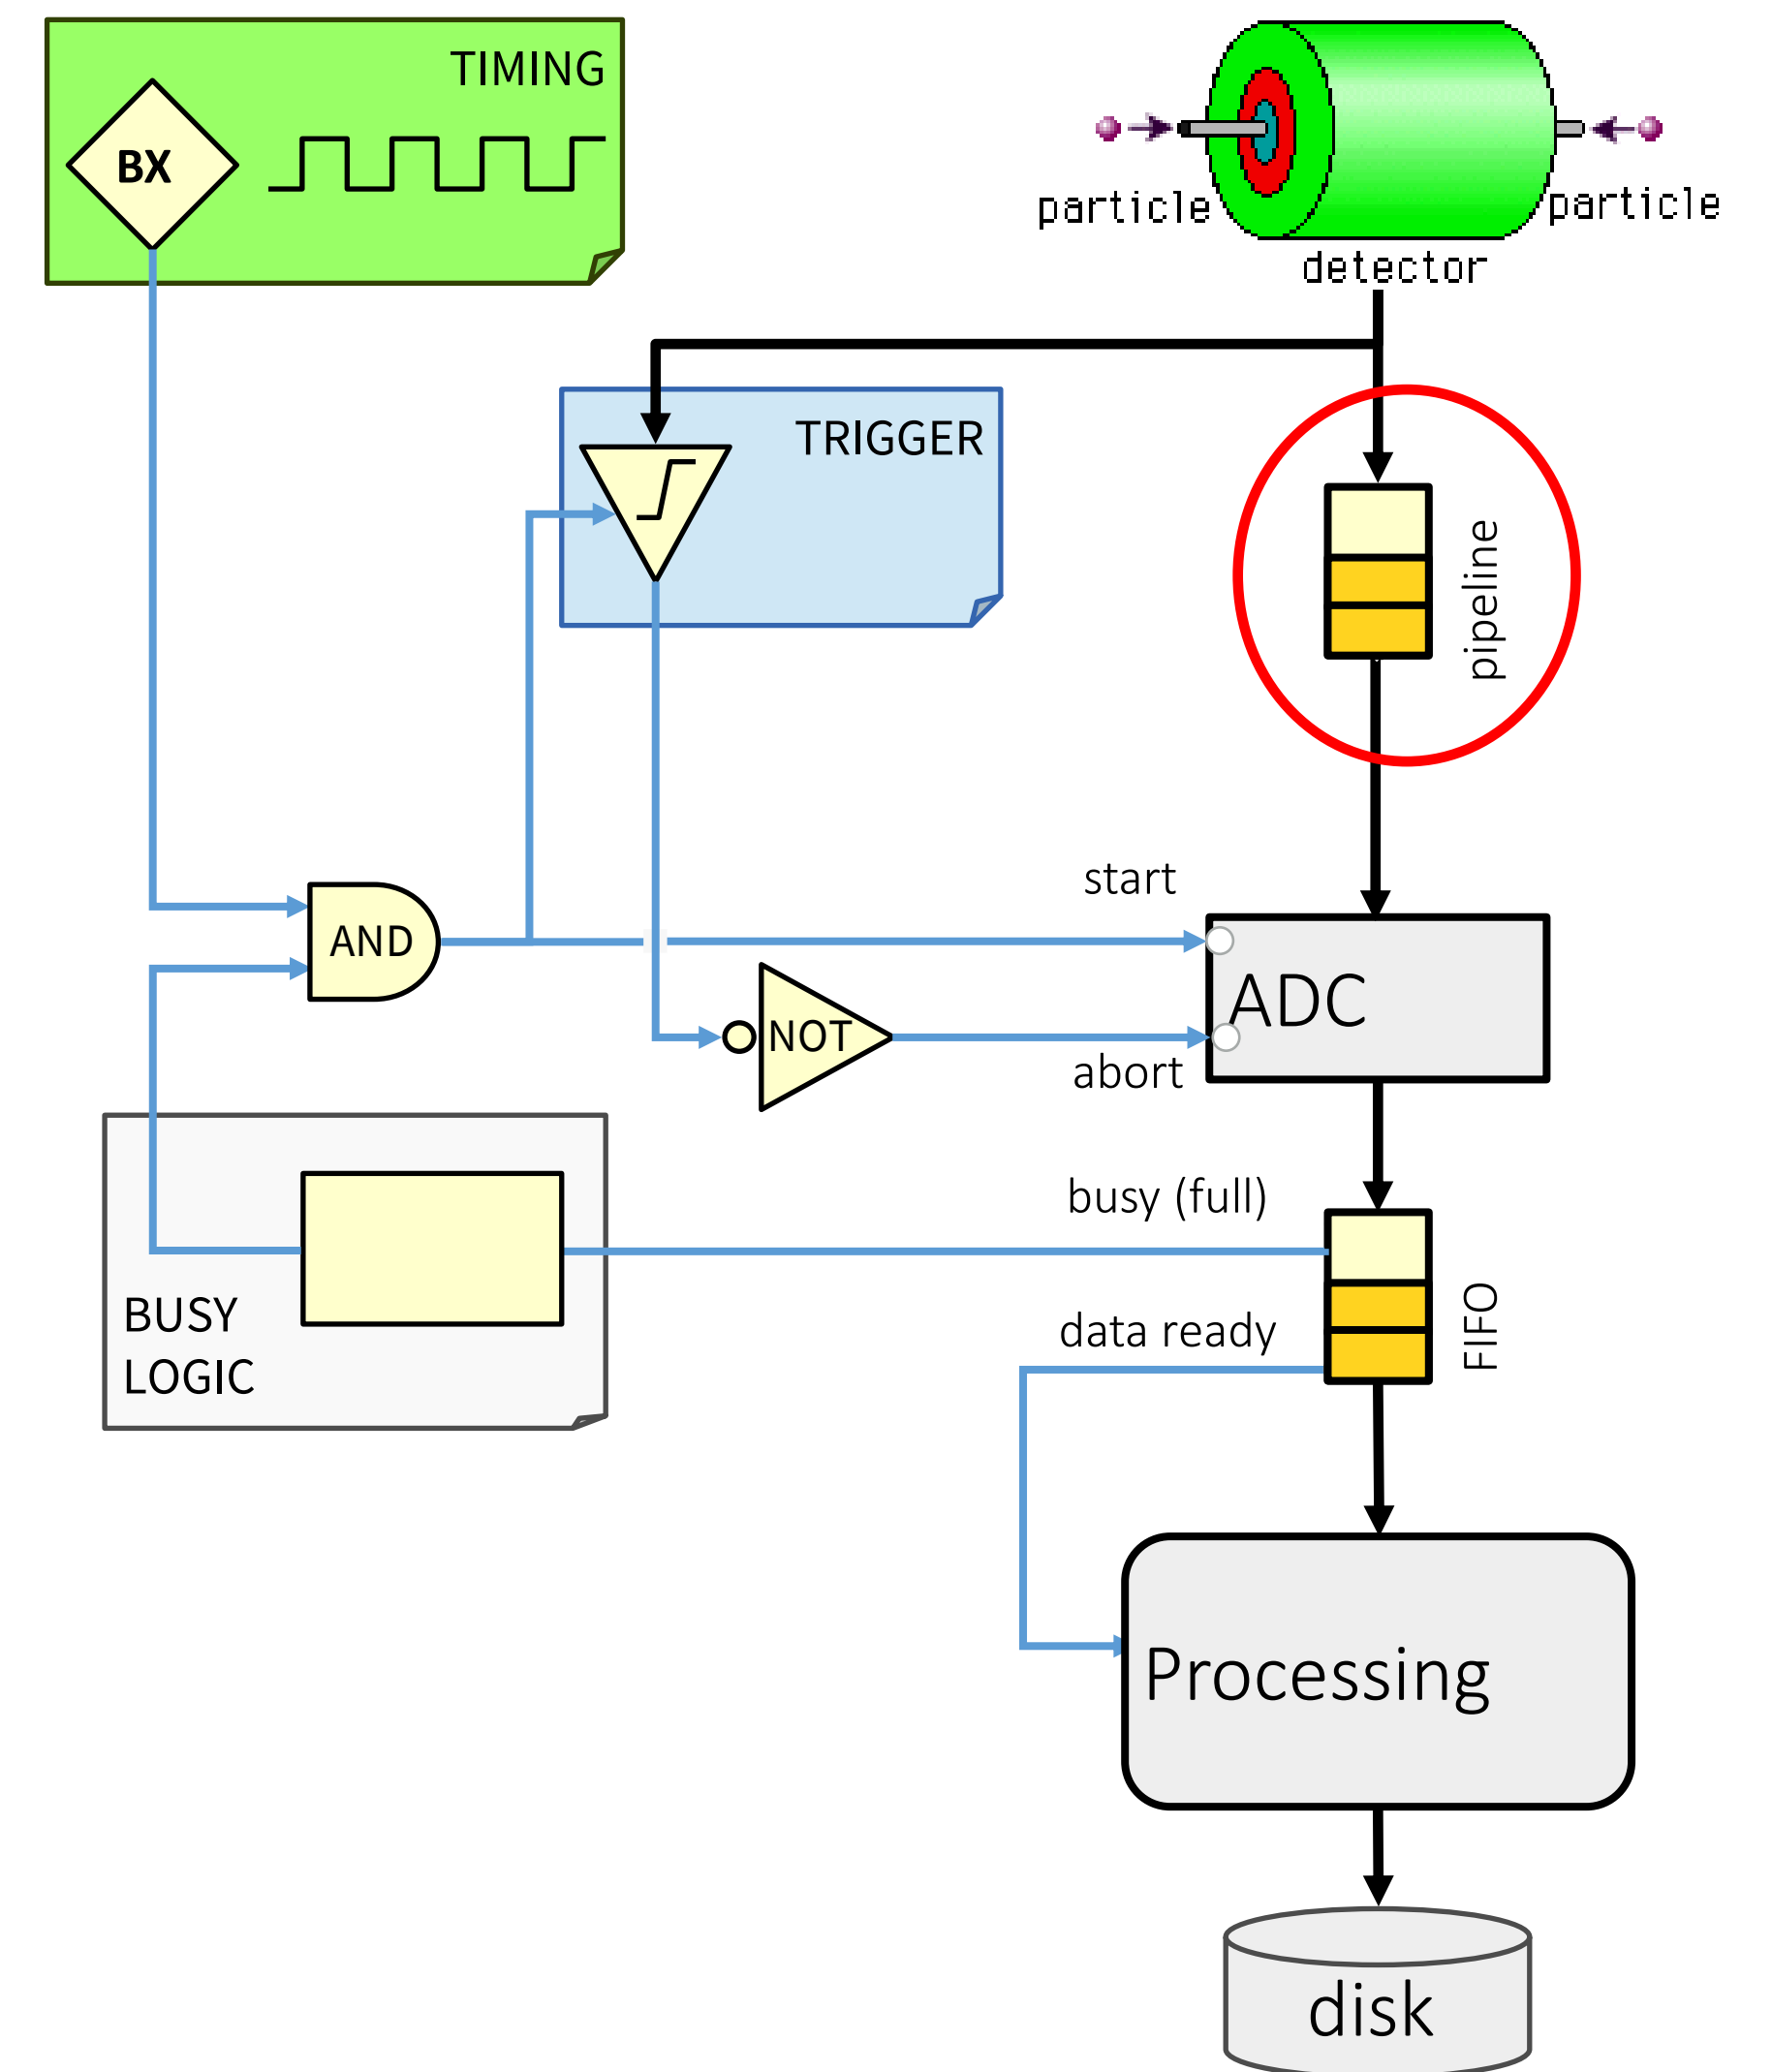 TIMING
BX
particle
particle
detector
TRIGGER
pipeline
start
AND
ADC
NOT
abort
busy (full)
BUSY
LOGIC
data ready
FIFO
Processing
disk